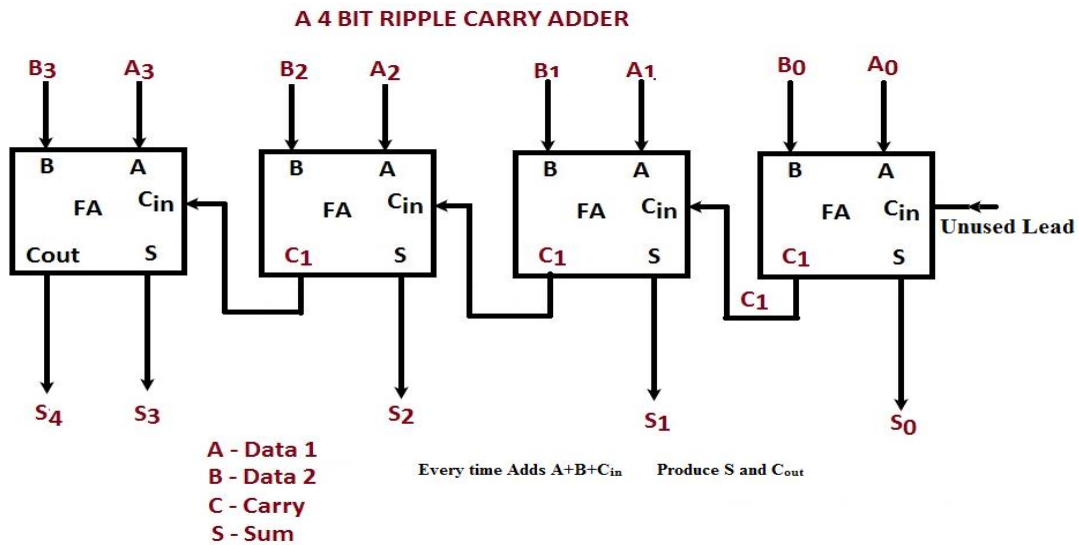 A 4 BIT RIPPLE CARRY ADDER
B3 A3 B2 A2 B1 A1 B0 A0
B A B A B A B A
FA Cin FA Cin FA Cin FA Cin
Unused Lead
Cout S C1 S C1 S C1 S
C1
S4 S3 S2 S1 S0
A - Data 1
B - Data 2
C - Carry
S - Sum
Every time Adds A+B+Cin Produce S and Cout